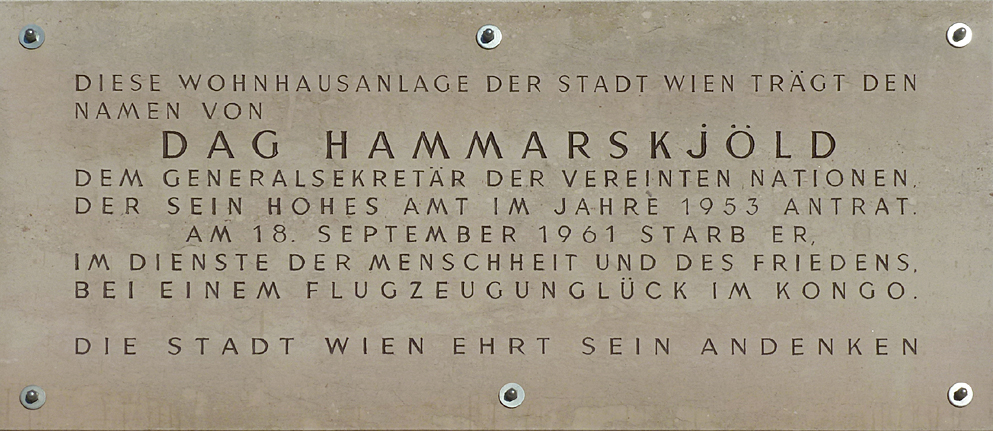 DIESE WOHNHAUSANLAGE DER STADT WIEN TRÄGT DEN
NAMEN VON
DAG HAMMARSKJÖLD
DEM GENERALSEKRETÄR DER VEREINTEN NATIONEN,
DER SEIN HOHES AMT IM JAHRE 1953 ANTRAT.
AM 18. SEPTEMBER 1961 STARB ER,
IM DIENSTE DER MENSCHHEIT UND DES FRIEDENS,
BEI EINEM FLUGZEUGUNGLÜCK IM KONGO.
DIE STADT WIEN EHRT SEIN ANDENKEN